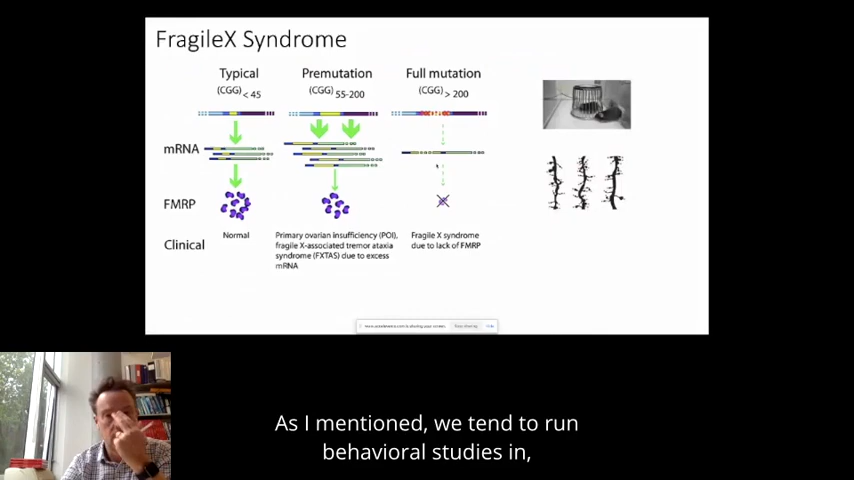 FragileX Syndrome
Typical
(CGG) < 45
Premutation
(CGG) 55-200
Full mutation
(CGG) > 200
mRNA
FMRP
Clinical
Normal
Primary ovarian insufficiency (POI),
fragile X-associated tremor ataxia
syndrome (FXTAS) due to excess
mRNA
Fragile X syndrome
due to lack of FMRP
As I mentioned, we tend to run
behavioral studies in,